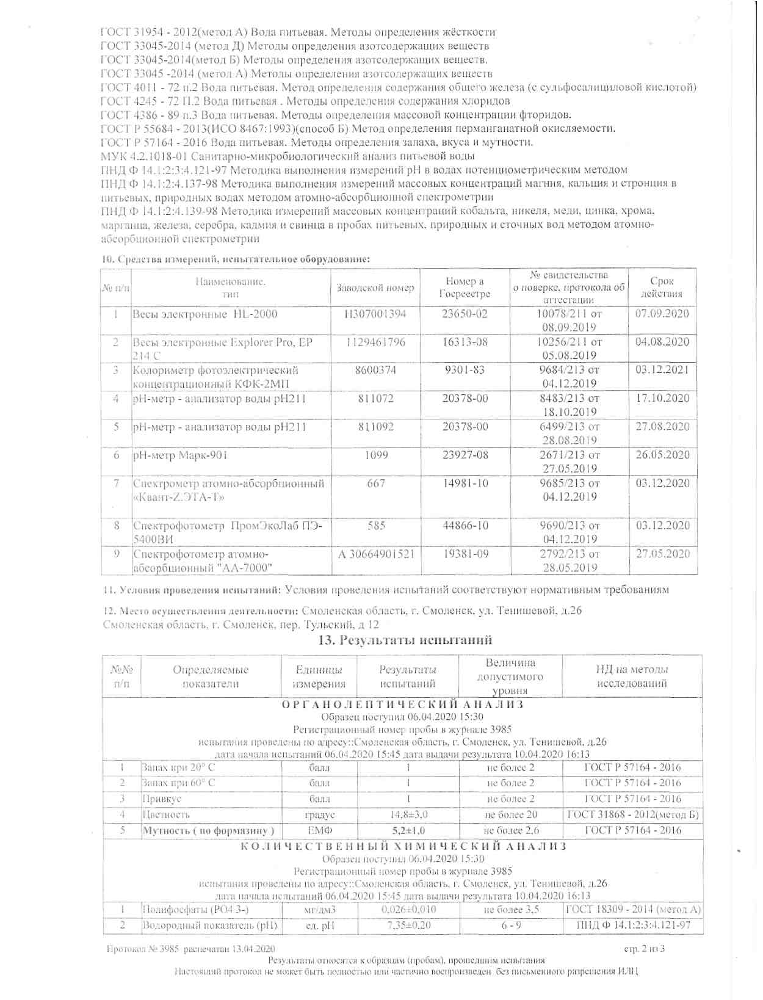 ГОСТ 31954 - 2012(метод А) Вода питьевая. Методы определения жёсткости
ГОСТ 33045-2014 (метод Д) Методы определения азотсодержащих веществ
ГОСТ 33045-2014(метод Б) Методы определения азотсодержащих веществ.
ГОСТ 33045 -2014 (метод А) Методы определения азотсодержащих веществ
ГОСТ 4011 - 72 п.2 Вода питьевая. Метод определения содержания общего железа (с сульфосалициловой кислотой)
ГОСТ 4245 - 72 П.2 Вода питьевая . Методы определения содержания хлоридов
ГОСТ 4386 - 89 п.3 Вода питьевая. Методы определения массовой концентрации фторидов.
ГОСТ Р 55684 - 2013(ИСО 8467:1993)(способ Б) Метод определения перманганатной окисляемости.
ГОСТ Р 57164 - 2016 Вода питьевая. Методы определения запаха, вкуса и мутности.
МУК 4.2.1018-01 Санитарно-микробиологический анализ питьевой воды
ПНД Ф 14.1:2:3:4.121-97 Методика выполнения измерений рН в водах потенциометрическим методом
ПНД Ф 14.1:2:4.137-98 Методика выполнения измерений массовых концентраций магния, кальция и стронция в
питьевых, природных водах методом атомно-абсорбционной спектрометрии
ПНД Ф 14.1:2:4.139-98 Методика измерений массовых концентраций кобальта, никеля, меди, цинка, хрома,
марганца, железа, серебра, кадмия и свинца в пробах питьевых, природных и сточных вод методом атомно-
абсорбционной спектрометрии
10. Средства измерений, испытательное оборудование:
№ п/п Наименование, тип Заводской номер Номер в Госреестре № свидетельства о поверке, протокола об аттестации Срок действия
1 Весы электронные HL-2000 Н307001394 23650-02 10078/211 от 07.09.2020
08.09.2019
2 Весы электронные Explorer Pro, EP 1129461796 16313-08 10256/211 от 04.08.2020
214 C 05.08.2019
3 Колориметр фотоэлектрический 8600374 9301-83 9684/213 от 03.12.2021
концентрационный КФК-2МП 04.12.2019
4 рН-метр - анализатор воды рН211 811072 20378-00 8483/213 от 17.10.2020
18.10.2019
5 рН-метр - анализатор воды рН211 811092 20378-00 6499/213 от 27.08.2020
28.08.2019
6 рН-метр Марк-901 1099 23927-08 2671/213 от 26.05.2020
27.05.2019
7 Спектрометр атомно-абсорбционный 667 14981-10 9685/213 от 03.12.2020
«Квант-Z.ЭТА-Т» 04.12.2019
8 Спектрофотометр ПромЭкоЛаб ПЭ- 585 44866-10 9690/213 от 03.12.2020
5400ВИ 04.12.2019
9 Спектрофотометр атомно- А 30664901521 19381-09 2792/213 от 27.05.2020
абсорбционный "АА-7000" 28.05.2019
11. Условия проведения испытаний: Условия проведения испытаний соответствуют нормативным требованиям
12. Место осуществления деятельности: Смоленская область, г. Смоленск, ул. Тенишевой, д.26
Смоленская область, г. Смоленск, пер. Тульский, д 12
13. Результаты испытаний
№№ п/п Определяемые показатели Единицы измерения Результаты испытаний Величина допустимого уровня НД на методы исследований
ОРГАНОЛЕПТИЧЕСКИЙ АНАЛИЗ
Образец поступил 06.04.2020 15:30
Регистрационный номер пробы в журнале 3985
испытания проведены по адресу::Смоленская область, г. Смоленск, ул. Тенишевой, д.26
дата начала испытаний 06.04.2020 15:45 дата выдачи результата 10.04.2020 16:13
1 Запах при 20° С балл 1 не более 2 ГОСТ Р 57164 - 2016
2 Запах при 60° С балл 1 не более 2 ГОСТ Р 57164 - 2016
3 Привкус балл 1 не более 2 ГОСТ Р 57164 - 2016
4 Цветность градус 14,8±3,0 не более 20 ГОСТ 31868 - 2012(метод Б)
5 Мутность ( по формазину ) ЕМФ 5,2±1,0 не более 2,6 ГОСТ Р 57164 - 2016
КОЛИЧЕСТВЕННЫЙ ХИМИЧЕСКИЙ АНАЛИЗ
Образец поступил 06.04.2020 15:30
Регистрационный номер пробы в журнале 3985
испытания проведены по адресу::Смоленская область, г. Смоленск, ул. Тенишевой, д.26
дата начала испытаний 06.04.2020 15:45 дата выдачи результата 10.04.2020 16:13
1 Полифосфаты (РО4 3-) мг/дм3 0,026±0,010 не более 3,5 ГОСТ 18309 - 2014 (метод А)
2 Водородный показатель (рН) ед. рН 7,35±0,20 6 - 9 ПНД Ф 14.1:2:3:4.121-97
Протокол № 3985 распечатан 13.04.2020 стр. 2 из 3
Результаты относятся к образцам (пробам), прошедшим испытания
Настоящий протокол не может быть полностью или частично воспроизведен без письменного разрешения ИЛЦ